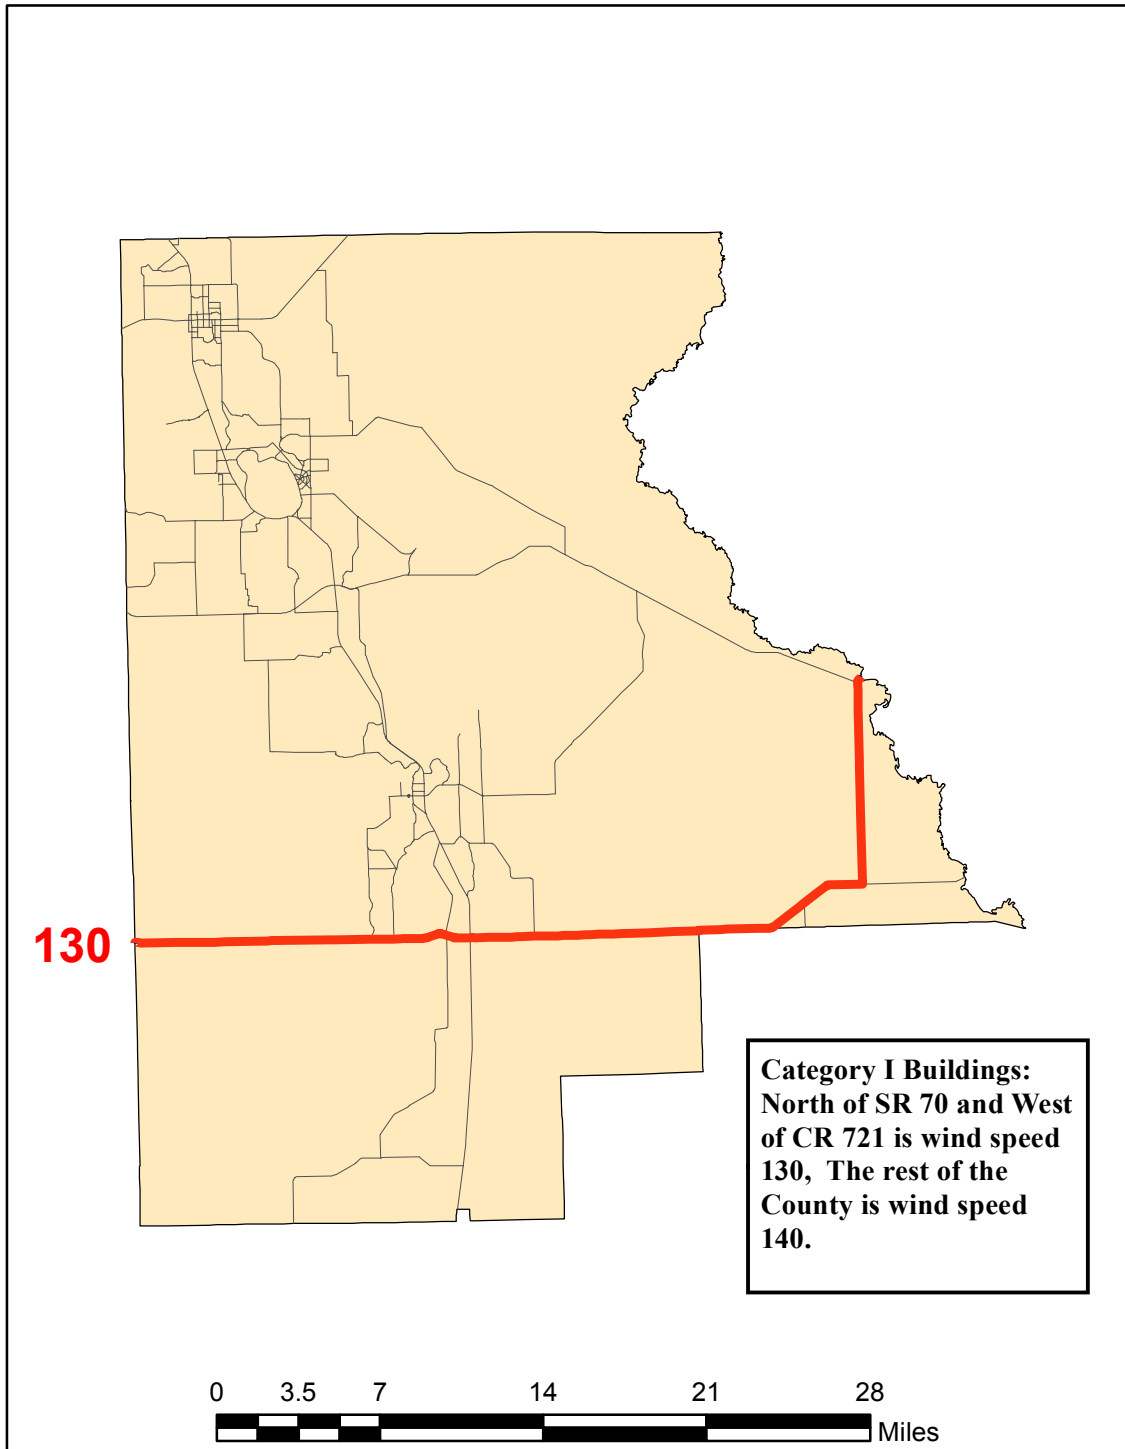 130
Category I Buildings:
North of SR 70 and West
of CR 721 is wind speed
130,  The rest of the
County is wind speed
140.
0 3.5 7 14 21 28
Miles